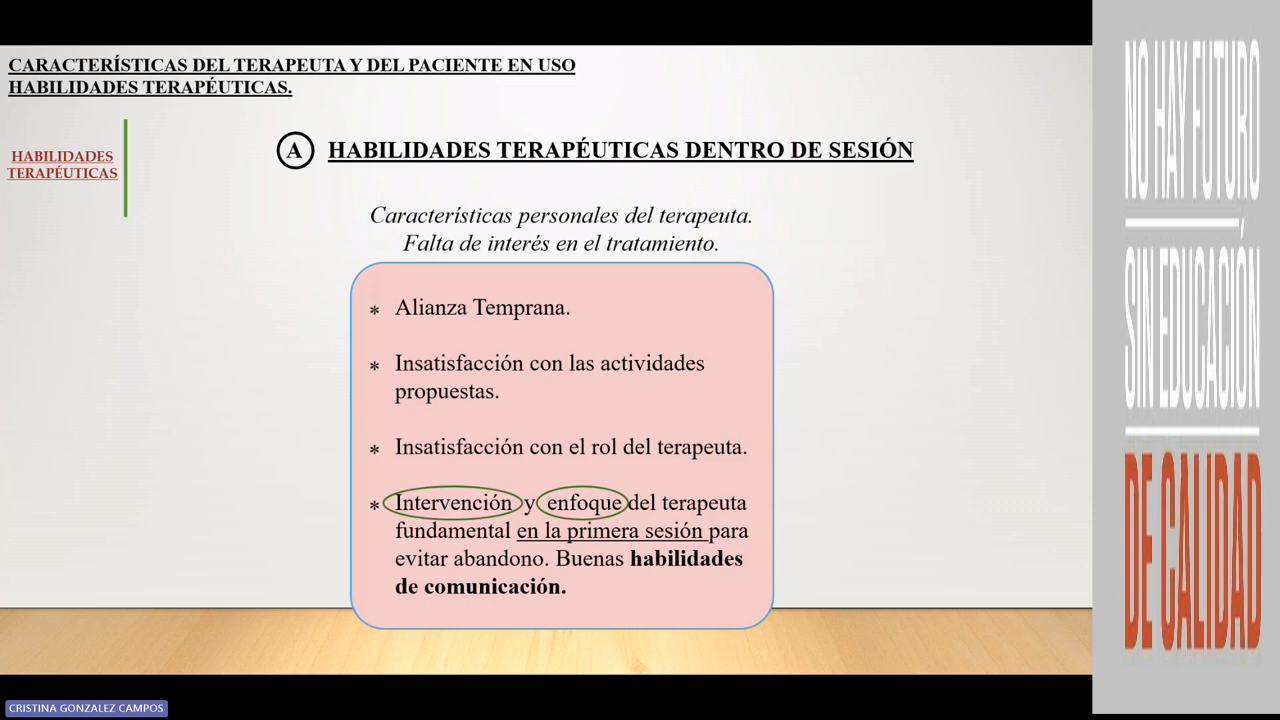 CARACTERÍSTICAS DEL TERAPEUTA Y DEL PACIENTE EN USO
HABILIDADES TERAPÉUTICAS.
HABILIDADES
TERAPÉUTICAS
A HABILIDADES TERAPÉUTICAS DENTRO DE SESIÓN
Características personales del terapeuta.
Falta de interés en el tratamiento.
* Alianza Temprana.
* Insatisfacción con las actividades
propuestas.
* Insatisfacción con el rol del terapeuta.
* Intervención y enfoque del terapeuta
fundamental en la primera sesión para
evitar abandono. Buenas habilidades
de comunicación.
NO HAY FUTURO
SIN EDUCACIÓN
DE CALIDAD
CRISTINA GONZALEZ CAMPOS